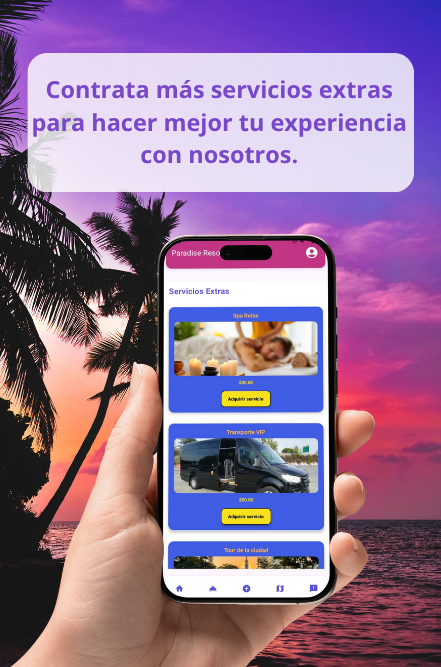 Contrata más servicios extras
para hacer mejor tu experiencia
con nosotros.
Paradise Reso
Servicios Extras
Spa Relax
$30.00
Adquirir servicio
Transporte VIP
$50.00
Adquirir servicio
Tour de la ciudad